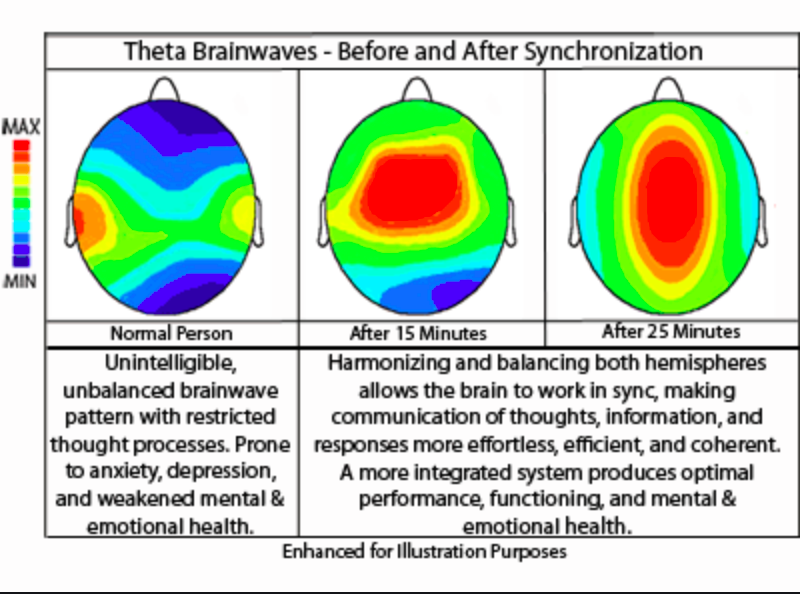 Theta Brainwaves - Before and After Synchronization
MAX
MIN
Normal Person
After 15 Minutes
After 25 Minutes
Unintelligible,
unbalanced brainwave
pattern with restricted
thought processes. Prone
to anxiety, depression,
and weakened mental &
emotional health.
Harmonizing and balancing both hemispheres
allows the brain to work in sync, making
communication of thoughts, information, and
responses more effortless, efficient, and coherent.
A more integrated system produces optimal
performance, functioning, and mental &
emotional health.
Enhanced for Illustration Purposes